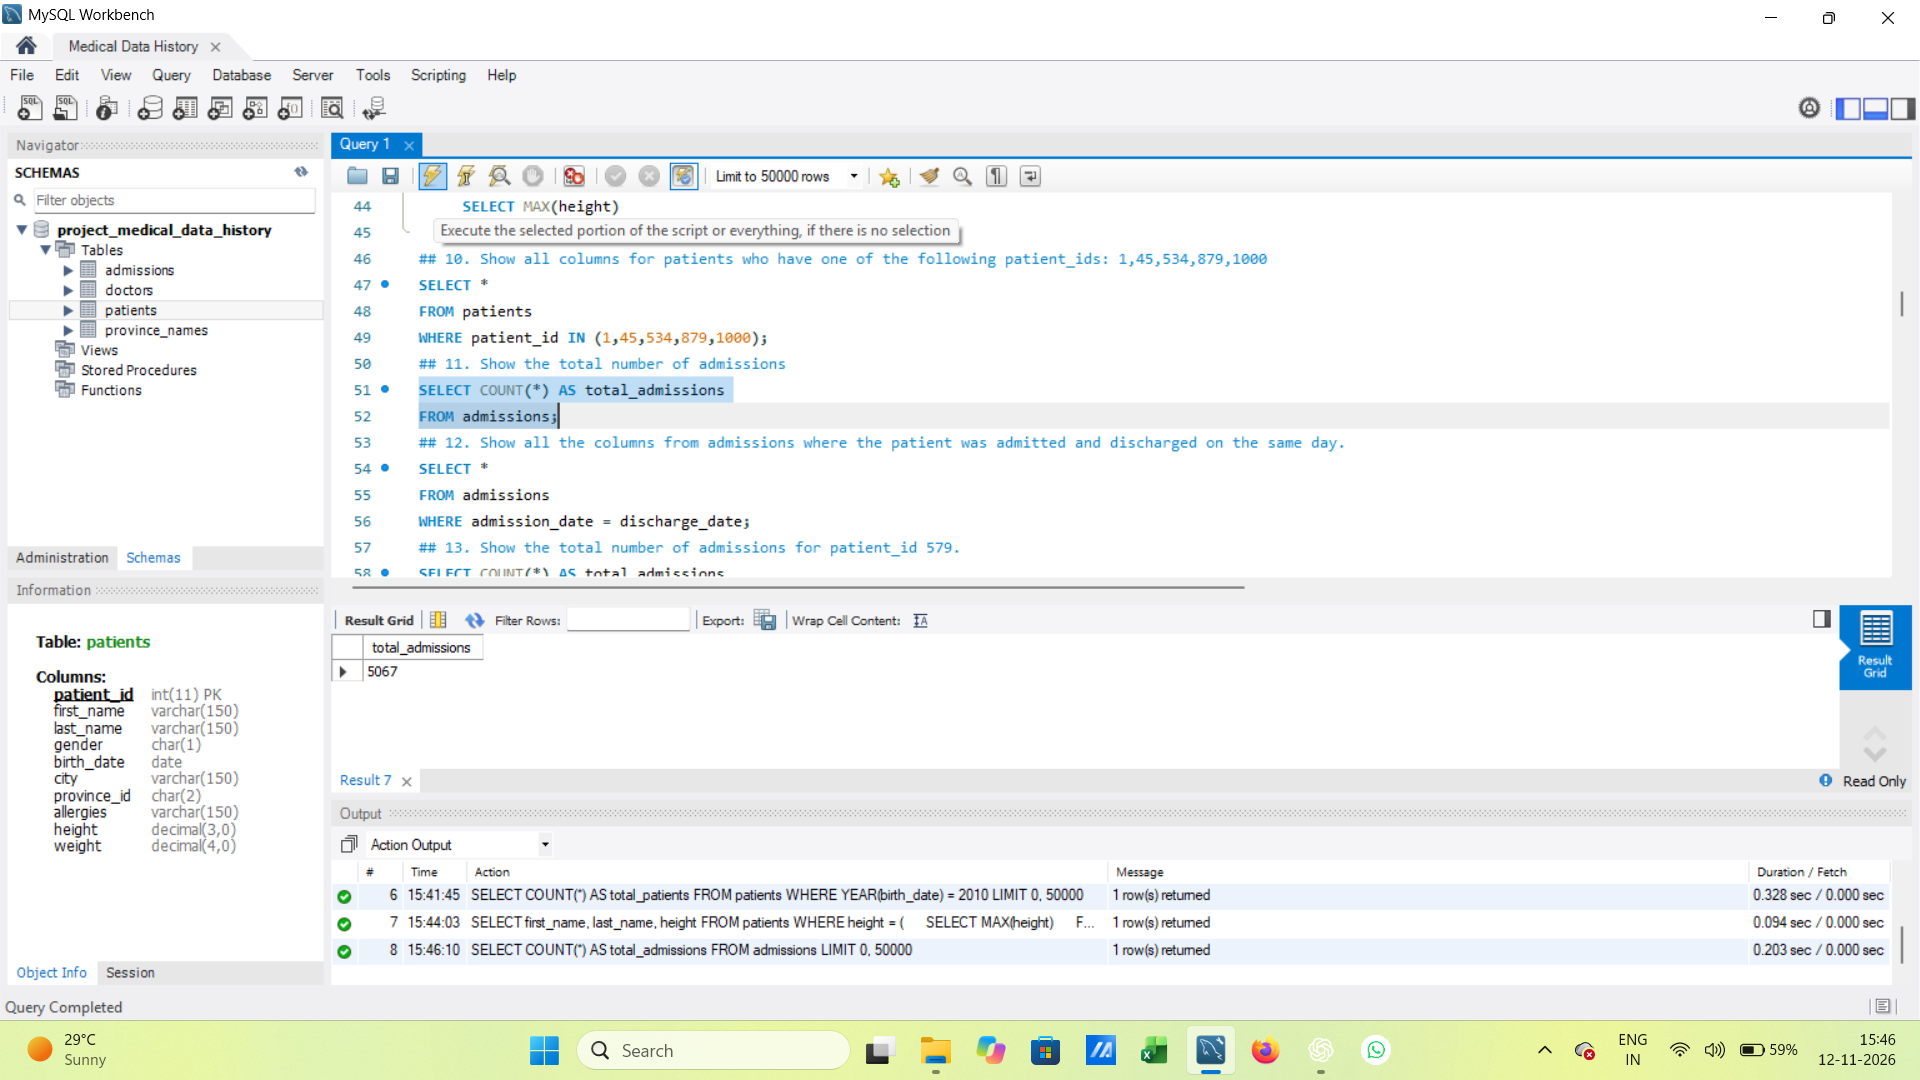 MySQL Workbench
Medical Data History
File Edit View Query Database Server Tools Scripting Help
Navigator
SCHEMAS
Filter objects
project_medical_data_history
Tables
admissions
doctors
patients
province_names
Views
Stored Procedures
Functions
Administration Schemas
Information
Table: patients
Columns:
patient_id int(11) PK
first_name varchar(150)
last_name varchar(150)
gender char(1)
birth_date date
city varchar(150)
province_id char(2)
allergies varchar(150)
height decimal(3,0)
weight decimal(4,0)
Object Info Session
Query Completed
Query 1
Limit to 50000 rows
44 SELECT MAX(height)
45
Execute the selected portion of the script or everything, if there is no selection
46 ## 10. Show all columns for patients who have one of the following patient_ids: 1,45,534,879,1000
47 SELECT *
48 FROM patients
49 WHERE patient_id IN (1,45,534,879,1000);
50 ## 11. Show the total number of admissions
51 SELECT COUNT(*) AS total_admissions
52 FROM admissions;
53 ## 12. Show all the columns from admissions where the patient was admitted and discharged on the same day.
54 SELECT *
55 FROM admissions
56 WHERE admission_date = discharge_date;
57 ## 13. Show the total number of admissions for patient_id 579.
58 SELECT COUNT(*) AS total_admissions
Result Grid Filter Rows: Export: Wrap Cell Content:
total_admissions
5067
Result Grid
Result 7
Read Only
Output
Action Output
# Time Action Message Duration / Fetch
6 15:41:45 SELECT COUNT(*) AS total_patients FROM patients WHERE YEAR(birth_date) = 2010 LIMIT 0, 50000 1 row(s) returned 0.328 sec / 0.000 sec
7 15:44:03 SELECT first_name, last_name, height FROM patients WHERE height = ( SELECT MAX(height) F... 1 row(s) returned 0.094 sec / 0.000 sec
8 15:46:10 SELECT COUNT(*) AS total_admissions FROM admissions LIMIT 0, 50000 1 row(s) returned 0.203 sec / 0.000 sec
29°C
Sunny
Search
ENG
IN
59%
15:46
12-11-2026